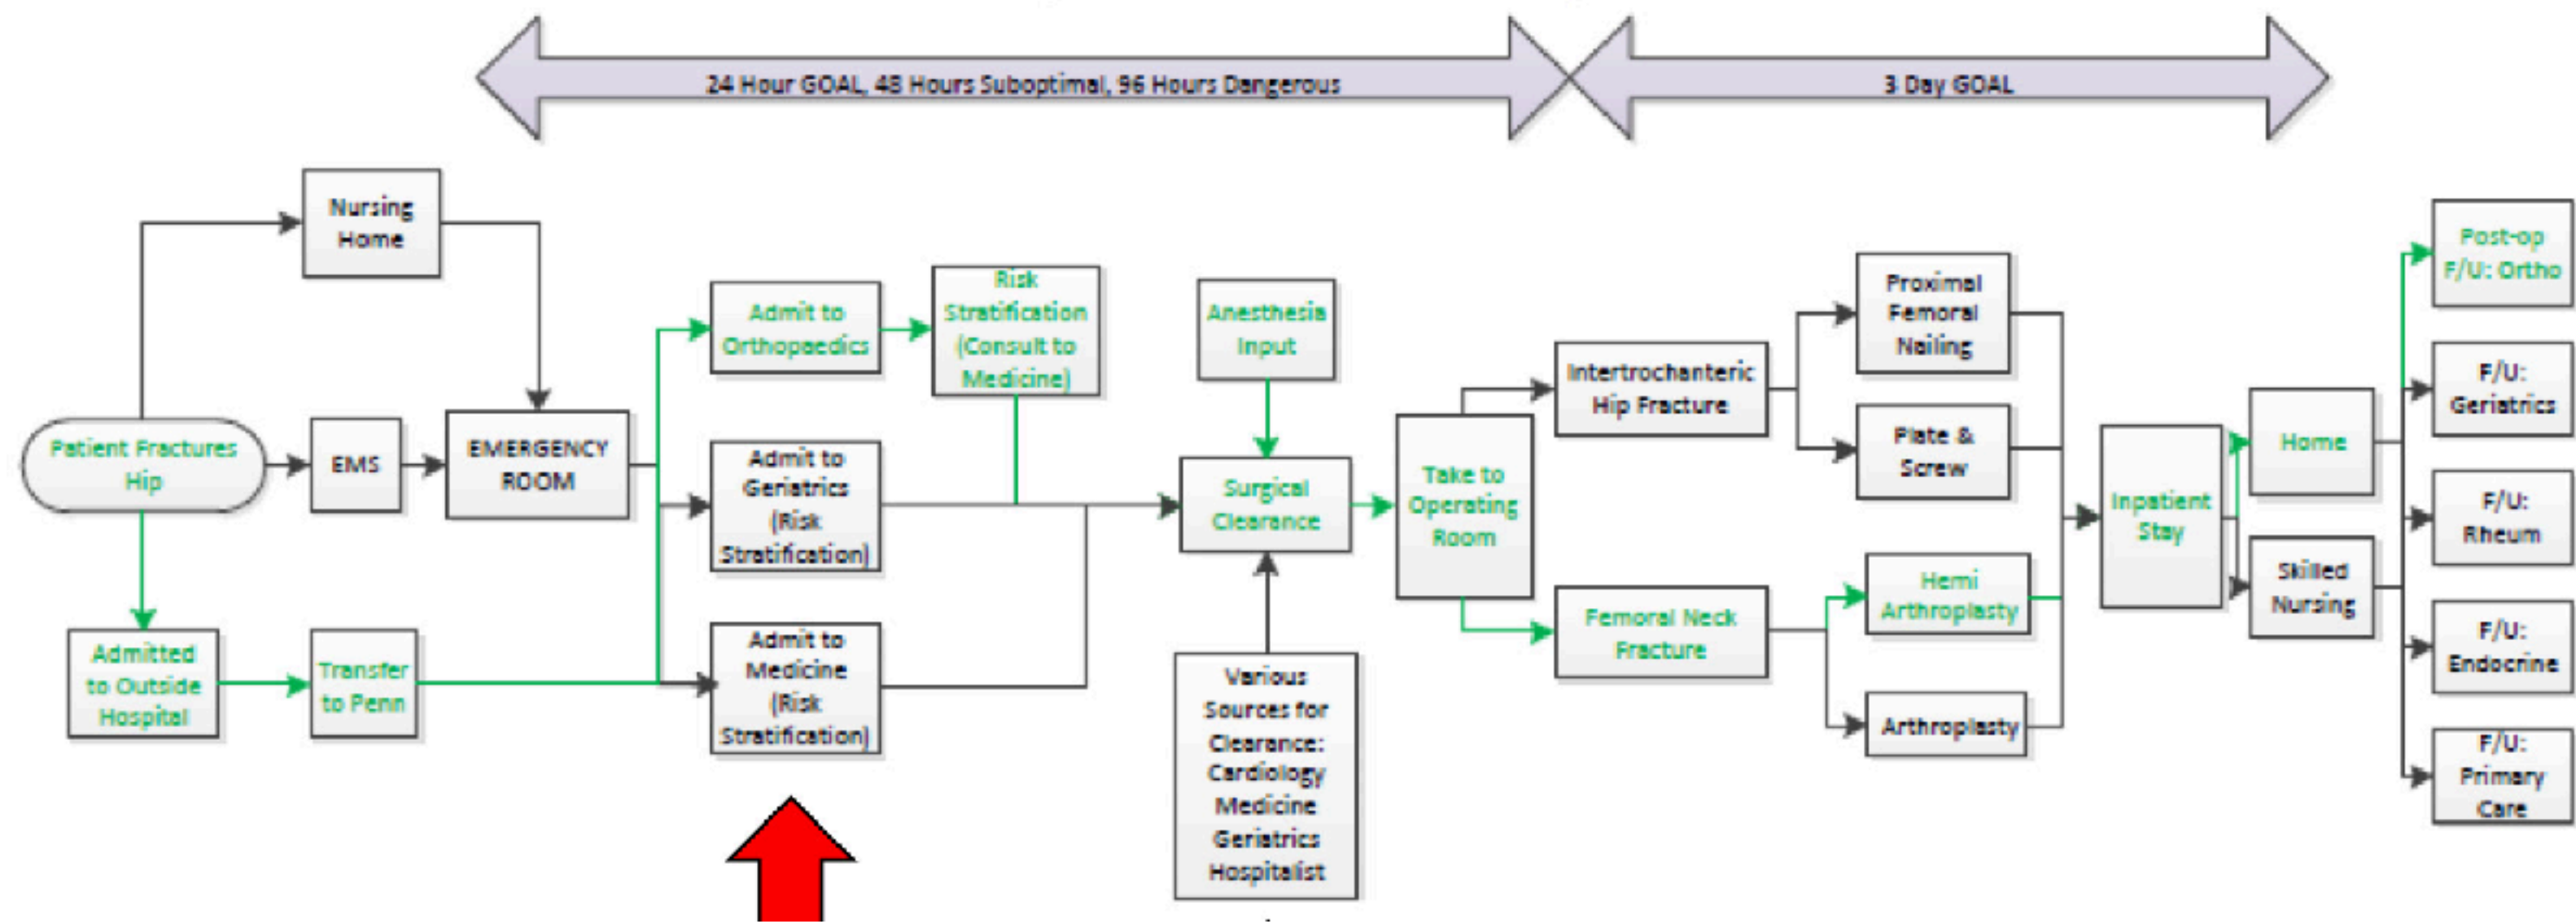 24 Hour GOAL, 48 Hours Suboptimal, 96 Hours Dangerous
3 Day GOAL
Nursing
Home
Patient Fractures
Hip
EMS
EMERGENCY
ROOM
Admitted
to Outside
Hospital
Transfer
to Penn
Admit to
Orthopaedics
Risk
Stratification
(Consult to
Medicine)
Admit to
Geriatrics
(Risk
Stratification)
Admit to
Medicine
(Risk
Stratification)
Anesthesia
Input
Surgical
Clearance
Various
Sources for
Clearance:
Cardiology
Medicine
Geriatrics
Hospitalist
Take to
Operating
Room
Intertrochanteric
Hip Fracture
Femoral Neck
Fracture
Proximal
Femoral
Nailing
Plate &
Screw
Hemi
Arthroplasty
Arthroplasty
Inpatient
Stay
Home
Skilled
Nursing
Post-op
F/U: Ortho
F/U:
Geriatrics
F/U:
Rheum
F/U:
Endocrine
F/U:
Primary
Care